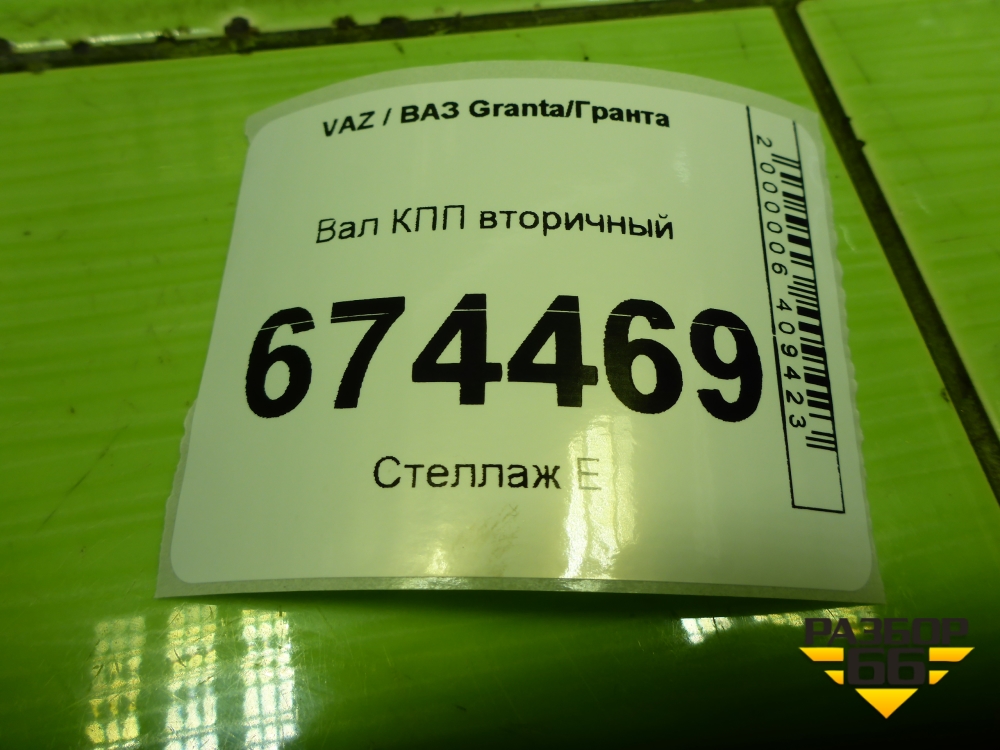 VAZ / ВАЗ Granta/Гранта
Вал КПП вторичный
674469
Стеллаж Е
2000006409423
РАЗБОР
66